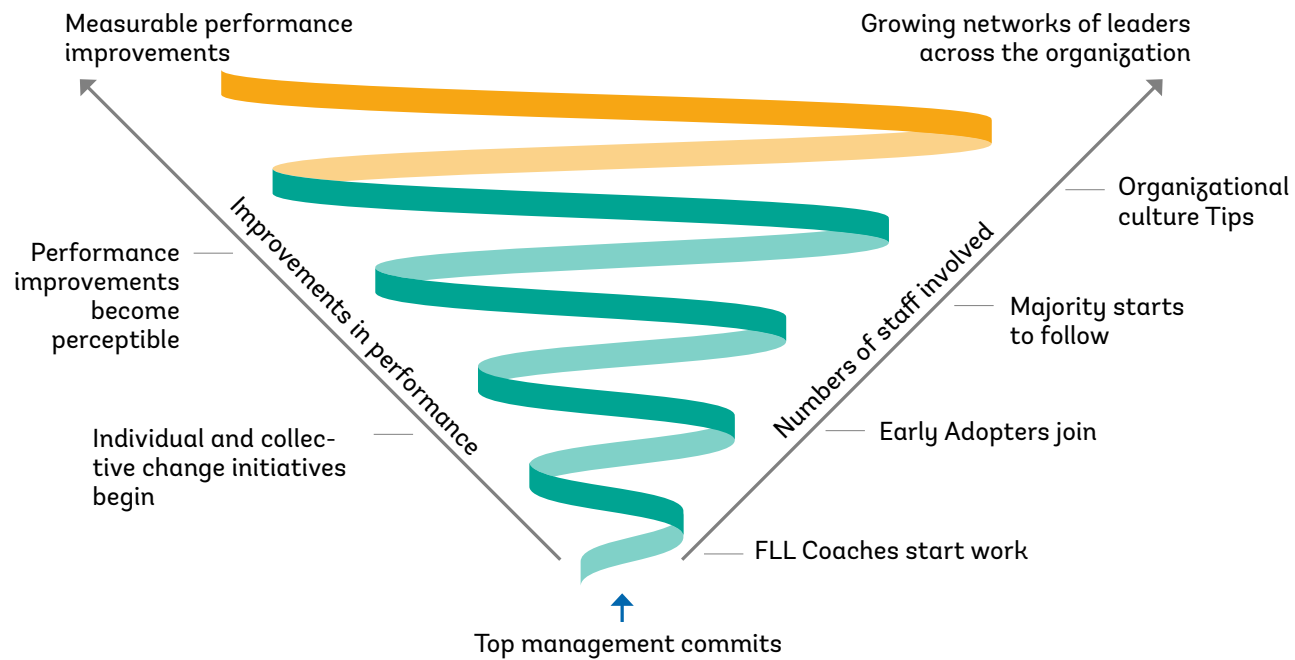 Measurable performance
improvements
Growing networks of leaders
across the organization
Improvements in performance
Numbers of staff involved
Organizational
culture Tips
Performance
improvements
become
perceptible
Majority starts
to follow
Individual and collec-
tive change initiatives
begin
Early Adopters join
FLL Coaches start work
Top management commits